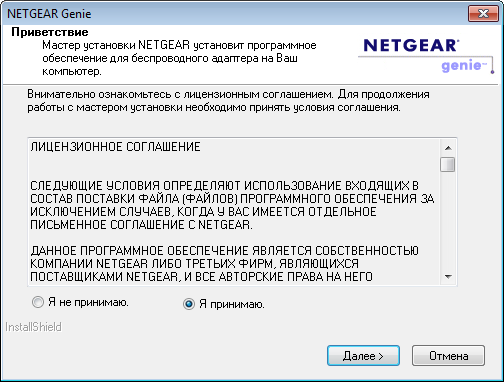 NETGEAR Genie
Приветствие
Мастер установки NETGEAR установит программное
обеспечение для беспроводного адаптера на Ваш
компьютер.
NETGEAR®
genie™
Внимательно ознакомьтесь с лицензионным соглашением. Для продолжения
работы с мастером установки необходимо принять условия соглашения.
ЛИЦЕНЗИОННОЕ СОГЛАШЕНИЕ
СЛЕДУЮЩИЕ УСЛОВИЯ ОПРЕДЕЛЯЮТ ИСПОЛЬЗОВАНИЕ ВХОДЯЩИХ В
СОСТАВ ПОСТАВКИ ФАЙЛА (ФАЙЛОВ) ПРОГРАММНОГО ОБЕСПЕЧЕНИЯ ЗА
ИСКЛЮЧЕНИЕМ СЛУЧАЕВ, КОГДА У ВАС ИМЕЕТСЯ ОТДЕЛЬНОЕ
ПИСЬМЕННОЕ СОГЛАШЕНИЕ С NETGEAR.
ДАННОЕ ПРОГРАММНОЕ ОБЕСПЕЧЕНИЕ ЯВЛЯЕТСЯ СОБСТВЕННОСТЬЮ
КОМПАНИИ NETGEAR ЛИБО ТРЕТЬИХ ФИРМ, ЯВЛЯЮЩИХСЯ
ПОСТАВЩИКАМИ NETGEAR, И ВСЕ АВТОРСКИЕ ПРАВА НА НЕГО
Я не принимаю.
Я принимаю.
InstallShield
Далее >
Отмена